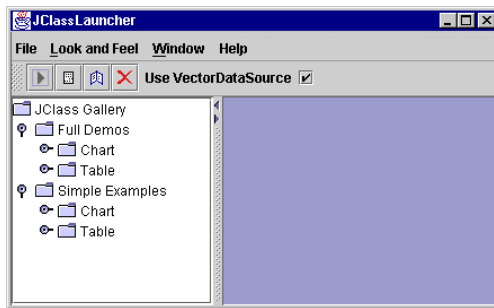 JClassLauncher
File Look and Feel Window Help
Use VectorDataSource
JClass Gallery
Full Demos
Chart
Table
Simple Examples
Chart
Table